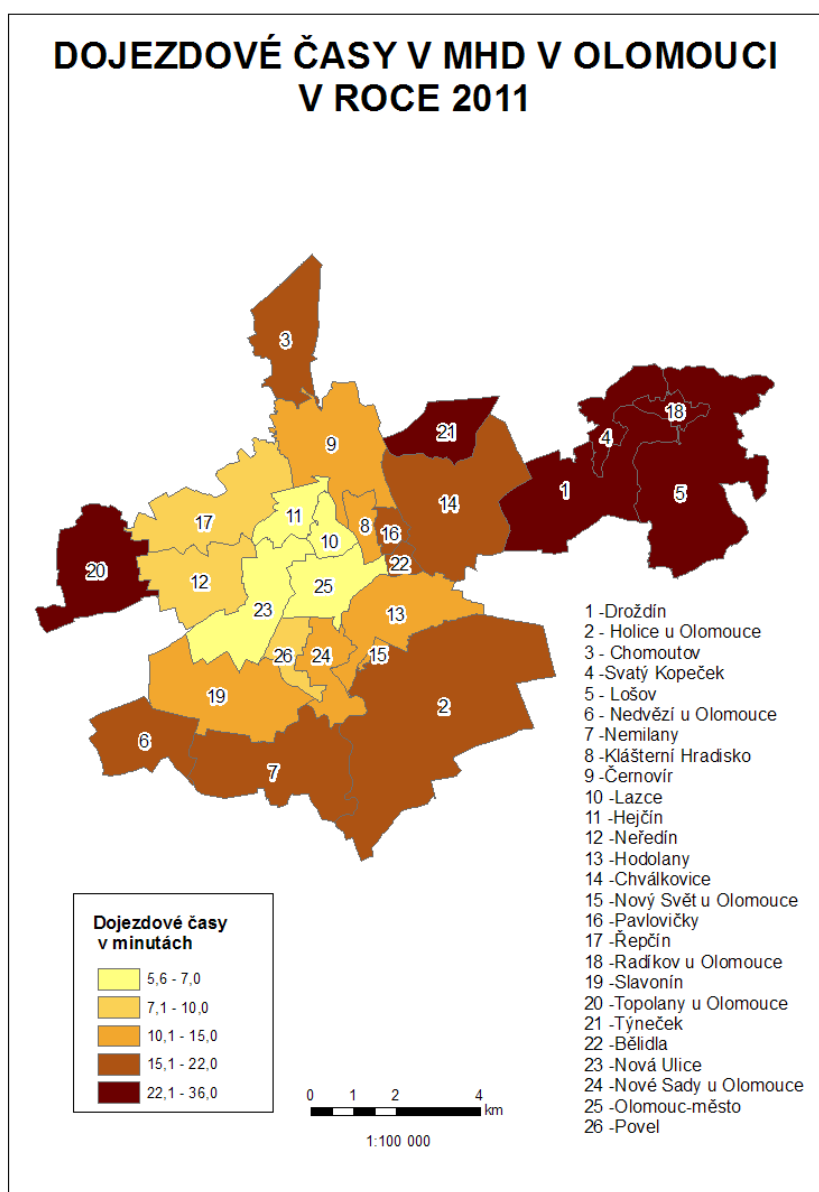 DOJEZDOVÉ ČASY V MHD V OLOMOUCI
V ROCE 2011
3
9
21
18
4
1
5
14
17
11
8
16
10
22
20
12
25
23
13
26
24
15
19
2
6
7
1 -Droždín
2 - Holice u Olomouce
3 - Chomoutov
4 -Svatý Kopeček
5 - Lošov
6 - Nedvězí u Olomouce
7 - Nemilany
8 - Klášterní Hradisko
9 -Černovír
10 - Lazce
11 -Hejčín
12 -Neředín
13 -Hodolany
14 -Chválkovice
15 -Nový Svět u Olomouce
16 -Pavlovičky
17 -Řepčín
18 -Radíkov u Olomouce
19 -Slavonín
20 -Topolany u Olomouce
21 -Týneček
22 -Bělidla
23 -Nová Ulice
24 -Nové Sady u Olomouce
25 -Olomouc-město
26 -Povel
Dojezdové časy
v minutách
5,6 - 7,0
7,1 - 10,0
10,1 - 15,0
15,1 - 22,0
22,1 - 36,0
0 1 2 4
km
1:100 000